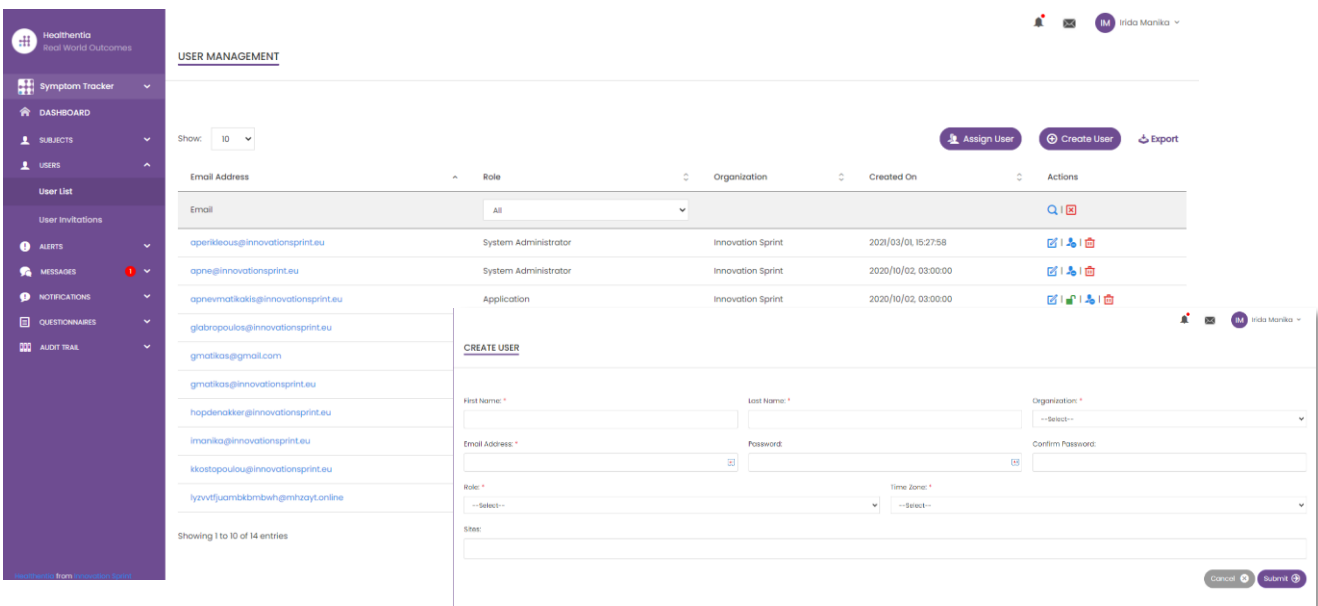 Healthentia
Real World Outcomes
IM Irida Manika
USER MANAGEMENT
Symptom Tracker
DASHBOARD
SUBJECTS
USERS
User List
User Invitations
ALERTS
MESSAGES 1
NOTIFICATIONS
QUESTIONNAIRES
AUDIT TRAIL
Healthentia from Innovation Sprint
Show: 10
Assign User
Create User
Export
Email Address Role Organization Created On Actions
Email All
aperikleous@innovationsprint.eu System Administrator Innovation Sprint 2021/03/01, 15:27:58
apne@innovationsprint.eu System Administrator Innovation Sprint 2020/10/02, 03:00:00
apnevmatikakis@innovationsprint.eu Application Innovation Sprint 2020/10/02, 03:00:00
glabropoulos@innovationsprint.eu
gmatikas@gmail.com
gmatikas@innovationsprint.eu
hopdenakker@innovationsprint.eu
imanika@innovationsprint.eu
kkostopoulou@innovationsprint.eu
lyzvvtfjuambkbmbwh@mhzayt.online
Showing 1 to 10 of 14 entries
IM Irida Manika
CREATE USER
First Name: * Last Name: * Organization: *
--Select--
Email Address: * Password: Confirm Password:
Role: * Time Zone: *
--Select-- --Select--
Sites:
Cancel Submit